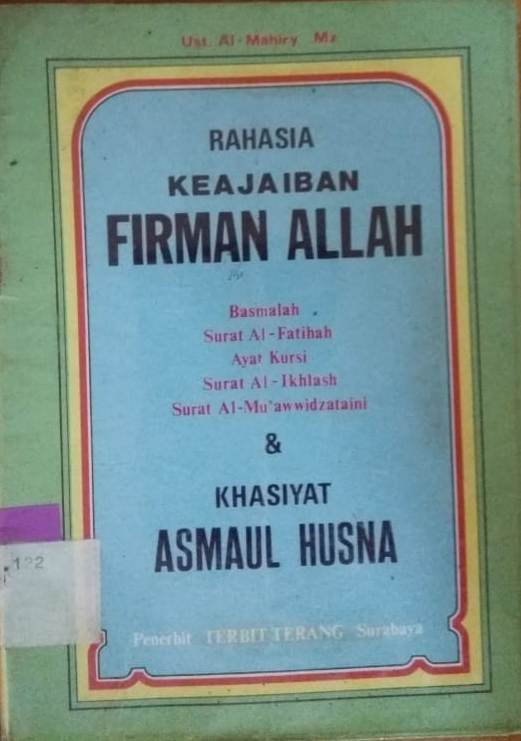 Ust. Al-Mahiry Mz
RAHASIA
KEAJAIBAN
FIRMAN ALLAH
Basmalah
Surat Al-Fatihah
Ayat Kursi
Surat Al-Ikhlash
Surat Al-Mu'awwidzataini
&
KHASIYAT
ASMAUL HUSNA
Penerbit TERBIT TERANG Surabaya